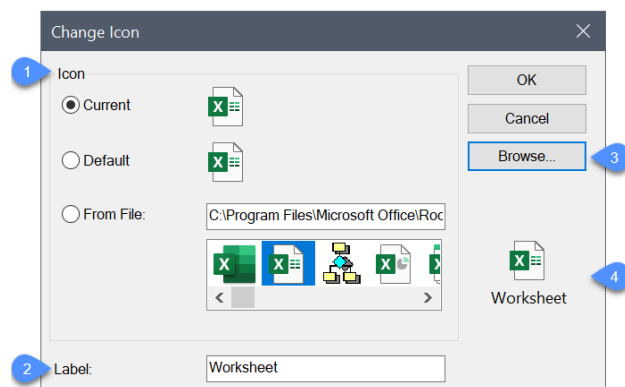 Change Icon
1
Icon
OK
Current
Cancel
Default
Browse...
3
From File:
C:\Program Files\Microsoft Office\Roo
4
Worksheet
2
Label:
Worksheet